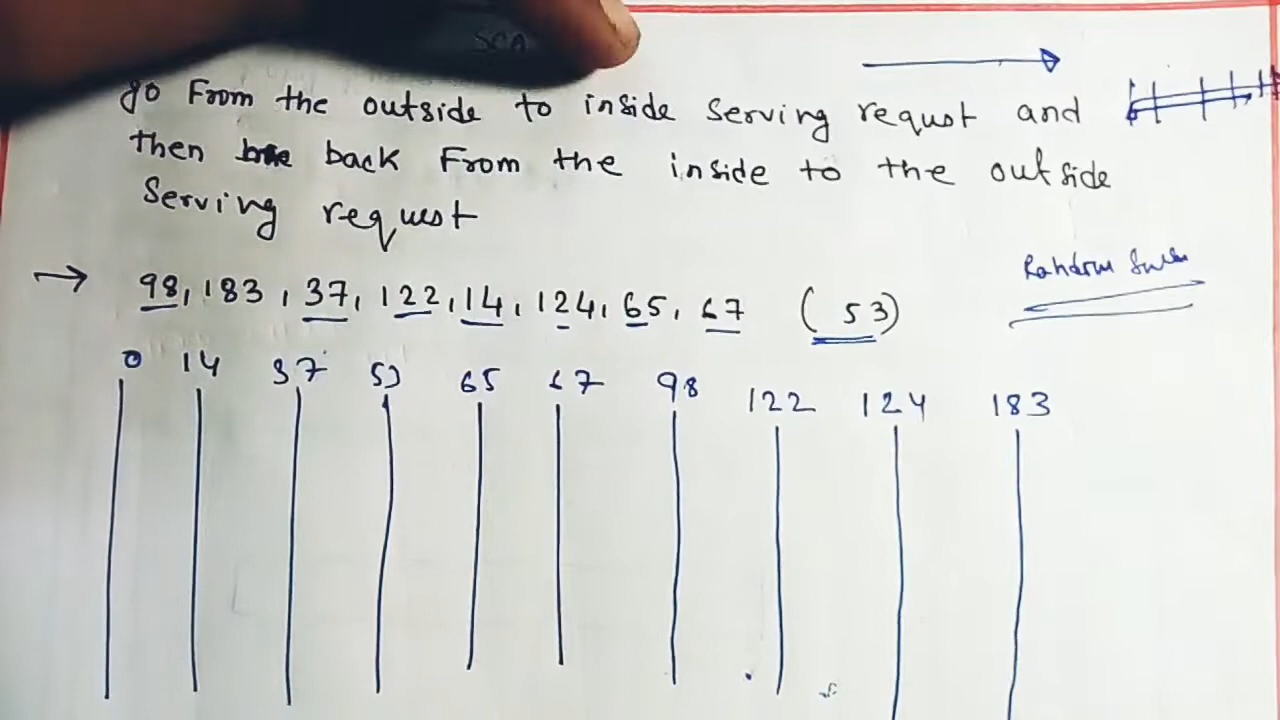 SCA
go From the outside to inside Serving requst and
then back From the inside to the outside
Serving request
98, 183, 37, 122, 14, 124, 65, 67 (53)
0 14 37 53 65 67 98 122 124 183